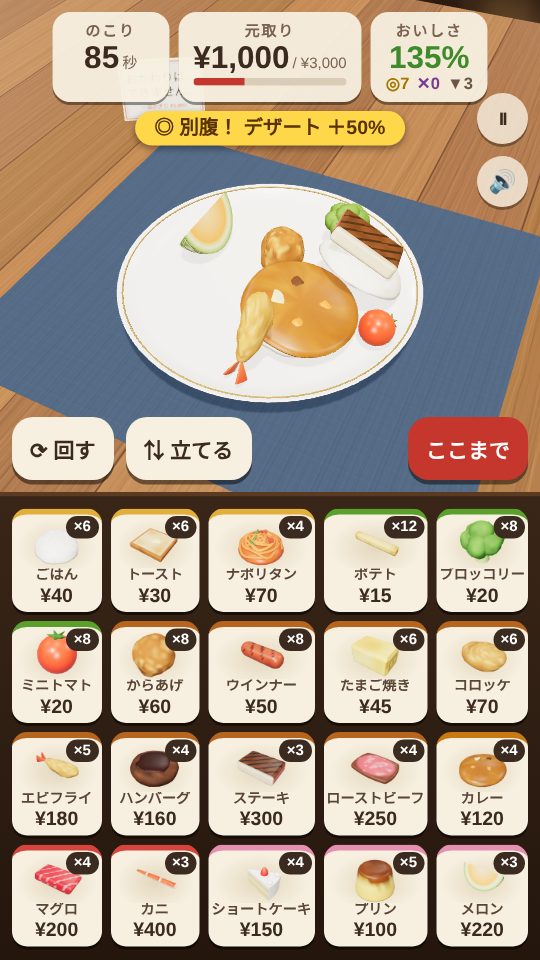 のこり
85秒
元取り
¥1,000 / ¥3,000
おいしさ
135%
◎7 ✕0 ▼3
◎ 別腹！ デザート ＋50%
⟳ 回す
⇅ 立てる
ここまで
×6
ごはん
¥40
×6
トースト
¥30
×4
ナポリタン
¥70
×12
ポテト
¥15
×8
ブロッコリー
¥20
×8
ミニトマト
¥20
×8
からあげ
¥60
×8
ウインナー
¥50
×6
たまご焼き
¥45
×6
コロッケ
¥70
×5
エビフライ
¥180
×4
ハンバーグ
¥160
×3
ステーキ
¥300
×4
ローストビーフ
¥250
×4
カレー
¥120
×4
マグロ
¥200
×3
カニ
¥400
×4
ショートケーキ
¥150
×5
プリン
¥100
×3
メロン
¥220